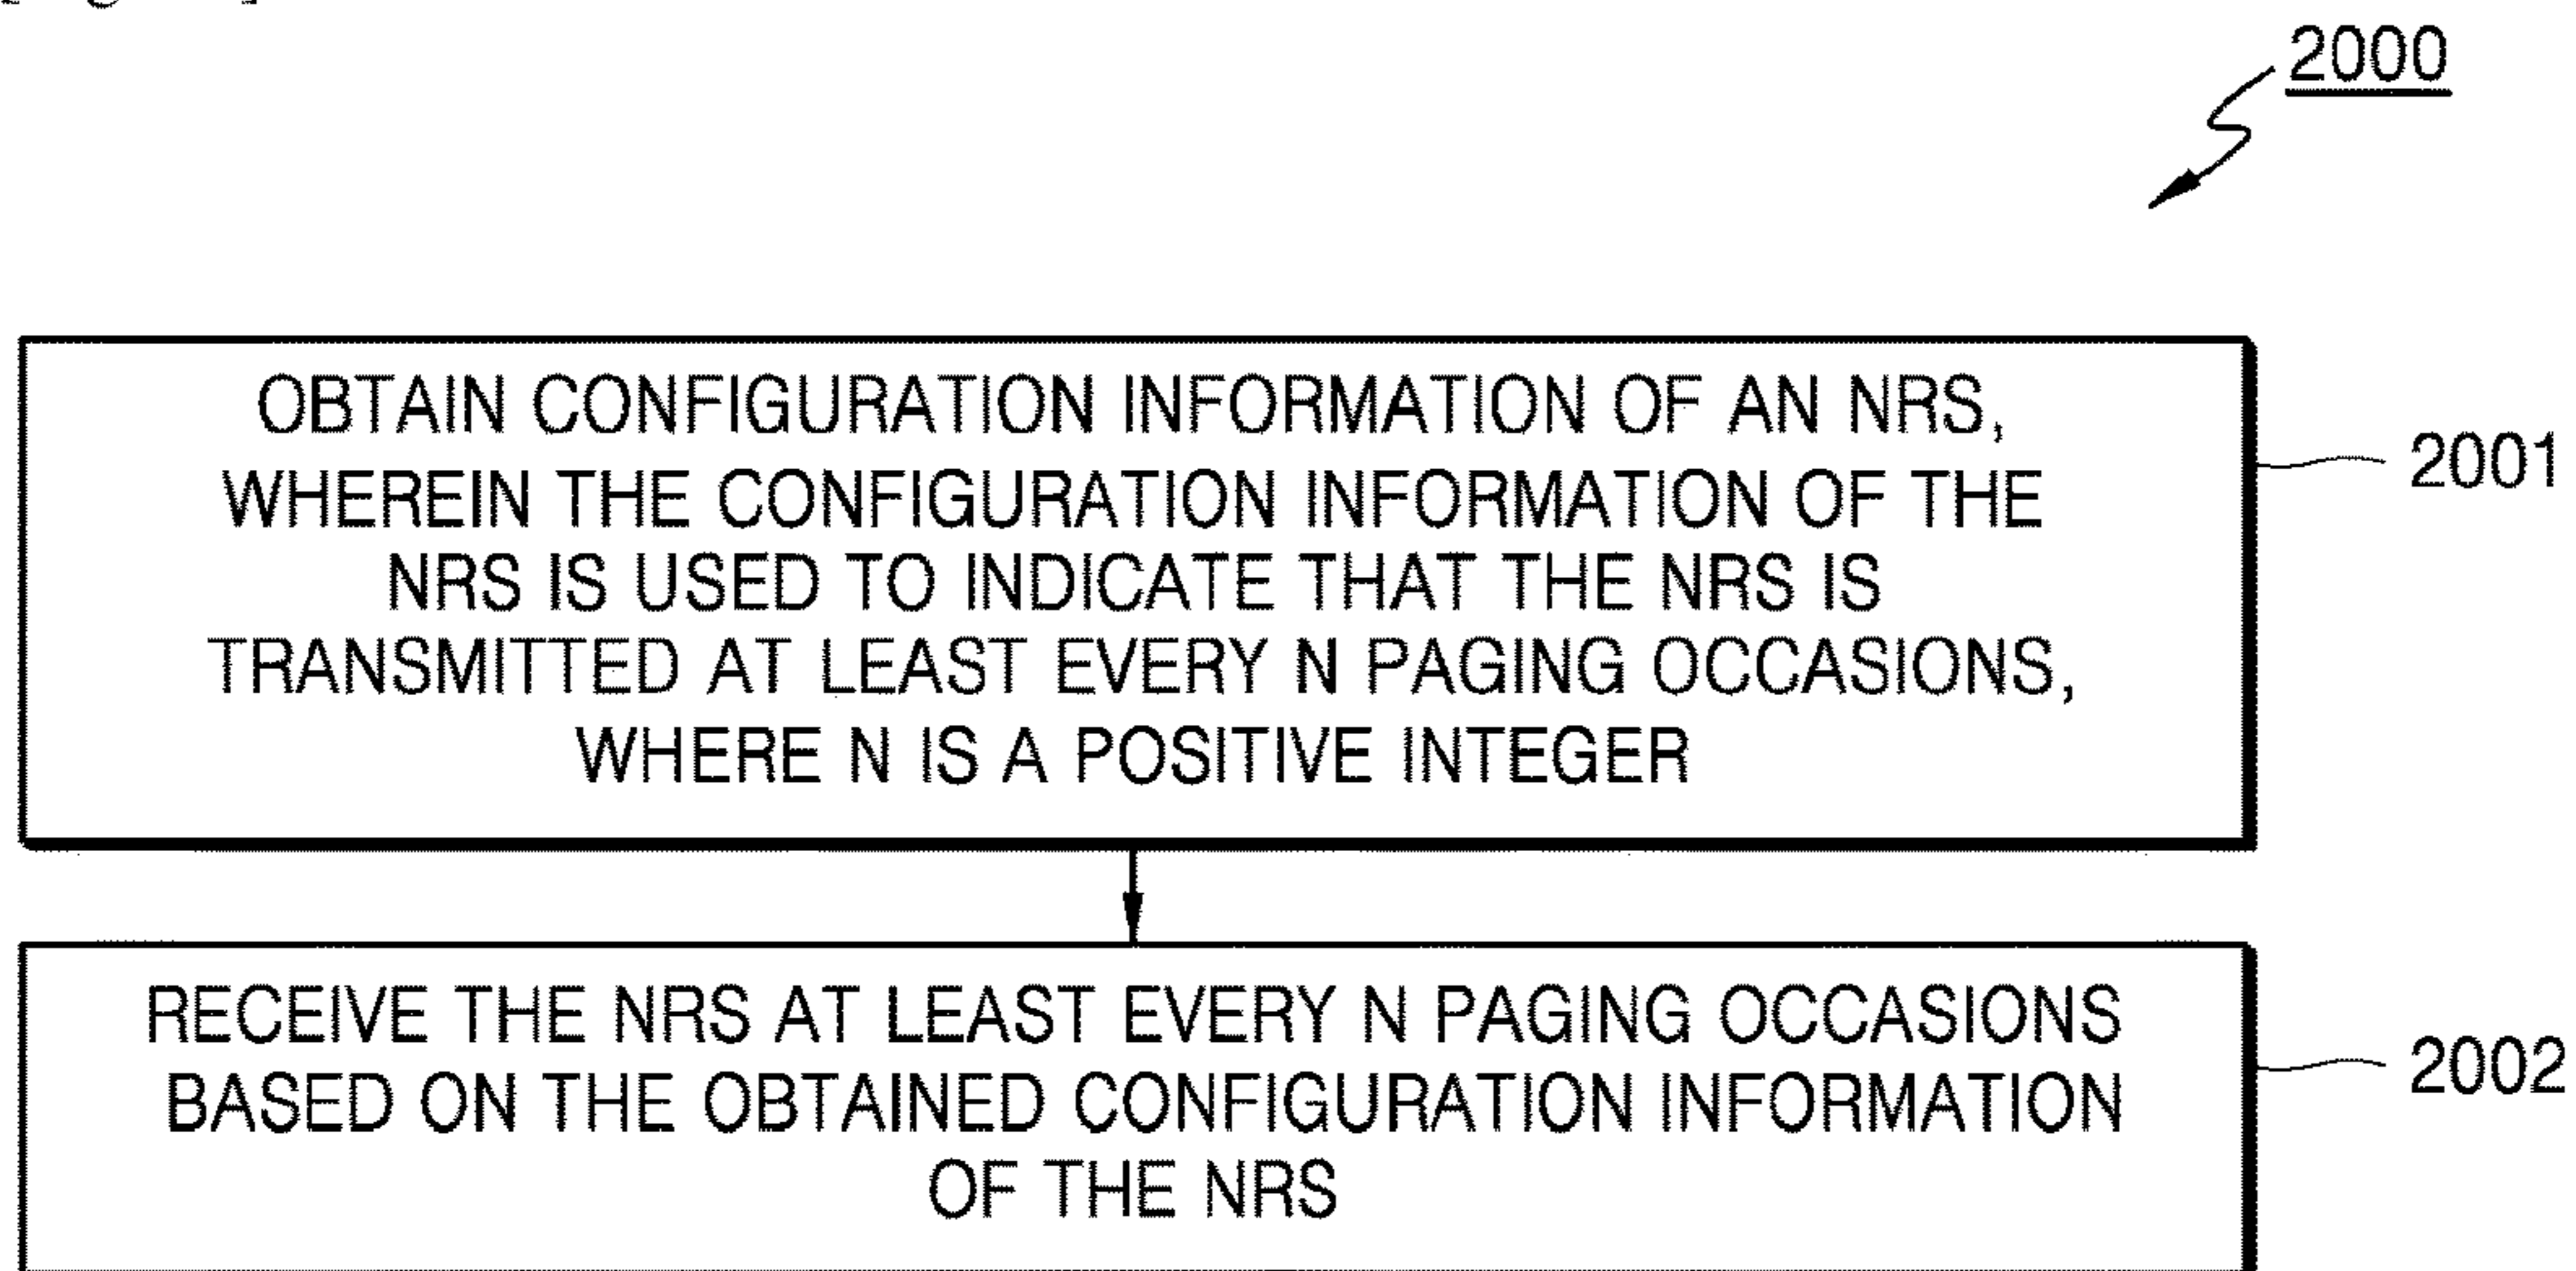 2000
OBTAIN CONFIGURATION INFORMATION OF AN NRS,
WHEREIN THE CONFIGURATION INFORMATION OF THE
NRS IS USED TO INDICATE THAT THE NRS IS
TRANSMITTED AT LEAST EVERY N PAGING OCCASIONS,
WHERE N IS A POSITIVE INTEGER
2001
RECEIVE THE NRS AT LEAST EVERY N PAGING OCCASIONS
BASED ON THE OBTAINED CONFIGURATION INFORMATION
OF THE NRS
2002